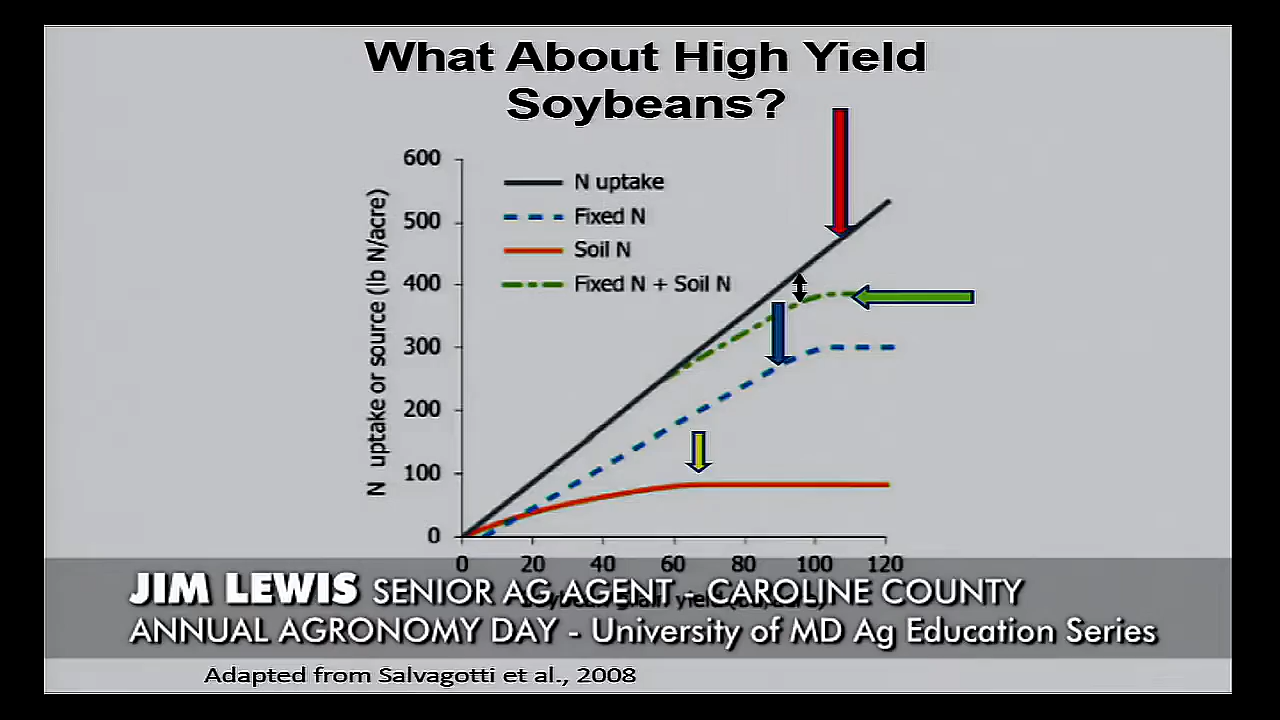 What About High Yield
Soybeans?
600
500
400
300
200
100
0
N uptake or source (lb N/acre)
N uptake
Fixed N
Soil N
Fixed N + Soil N
0 20 40 60 80 100 120
JIM LEWIS SENIOR AG AGENT - CAROLINE COUNTY
ANNUAL AGRONOMY DAY - University of MD Ag Education Series
Adapted from Salvagotti et al., 2008